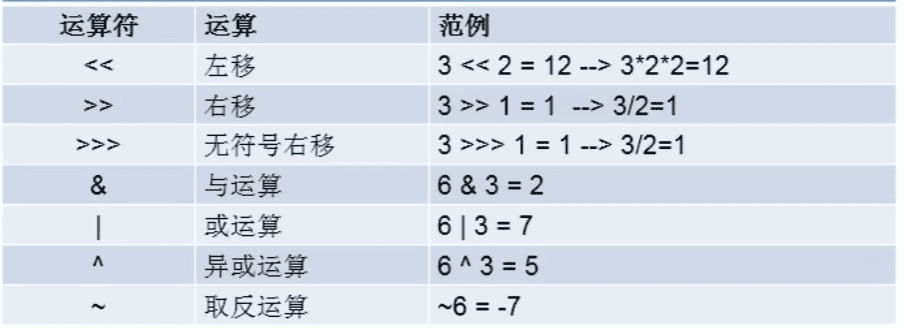 运算符 运算 范例
<< 左移 3 << 2 = 12 --> 3*2*2=12
>> 右移 3 >> 1 = 1 --> 3/2=1
>>> 无符号右移 3 >>> 1 = 1 --> 3/2=1
& 与运算 6 & 3 = 2
| 或运算 6 | 3 = 7
^ 异或运算 6 ^ 3 = 5
~ 取反运算 ~6 = -7